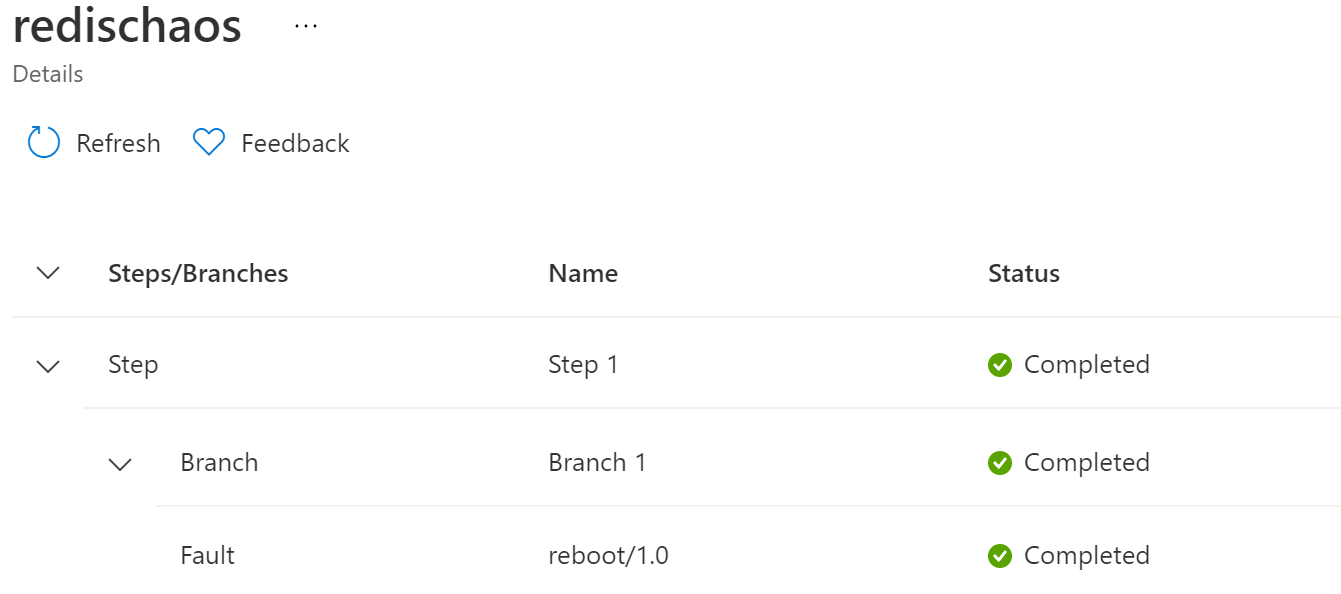 redischaos ...
Details
Refresh Feedback
Steps/Branches Name Status
Step Step 1 Completed
Branch Branch 1 Completed
Fault reboot/1.0 Completed